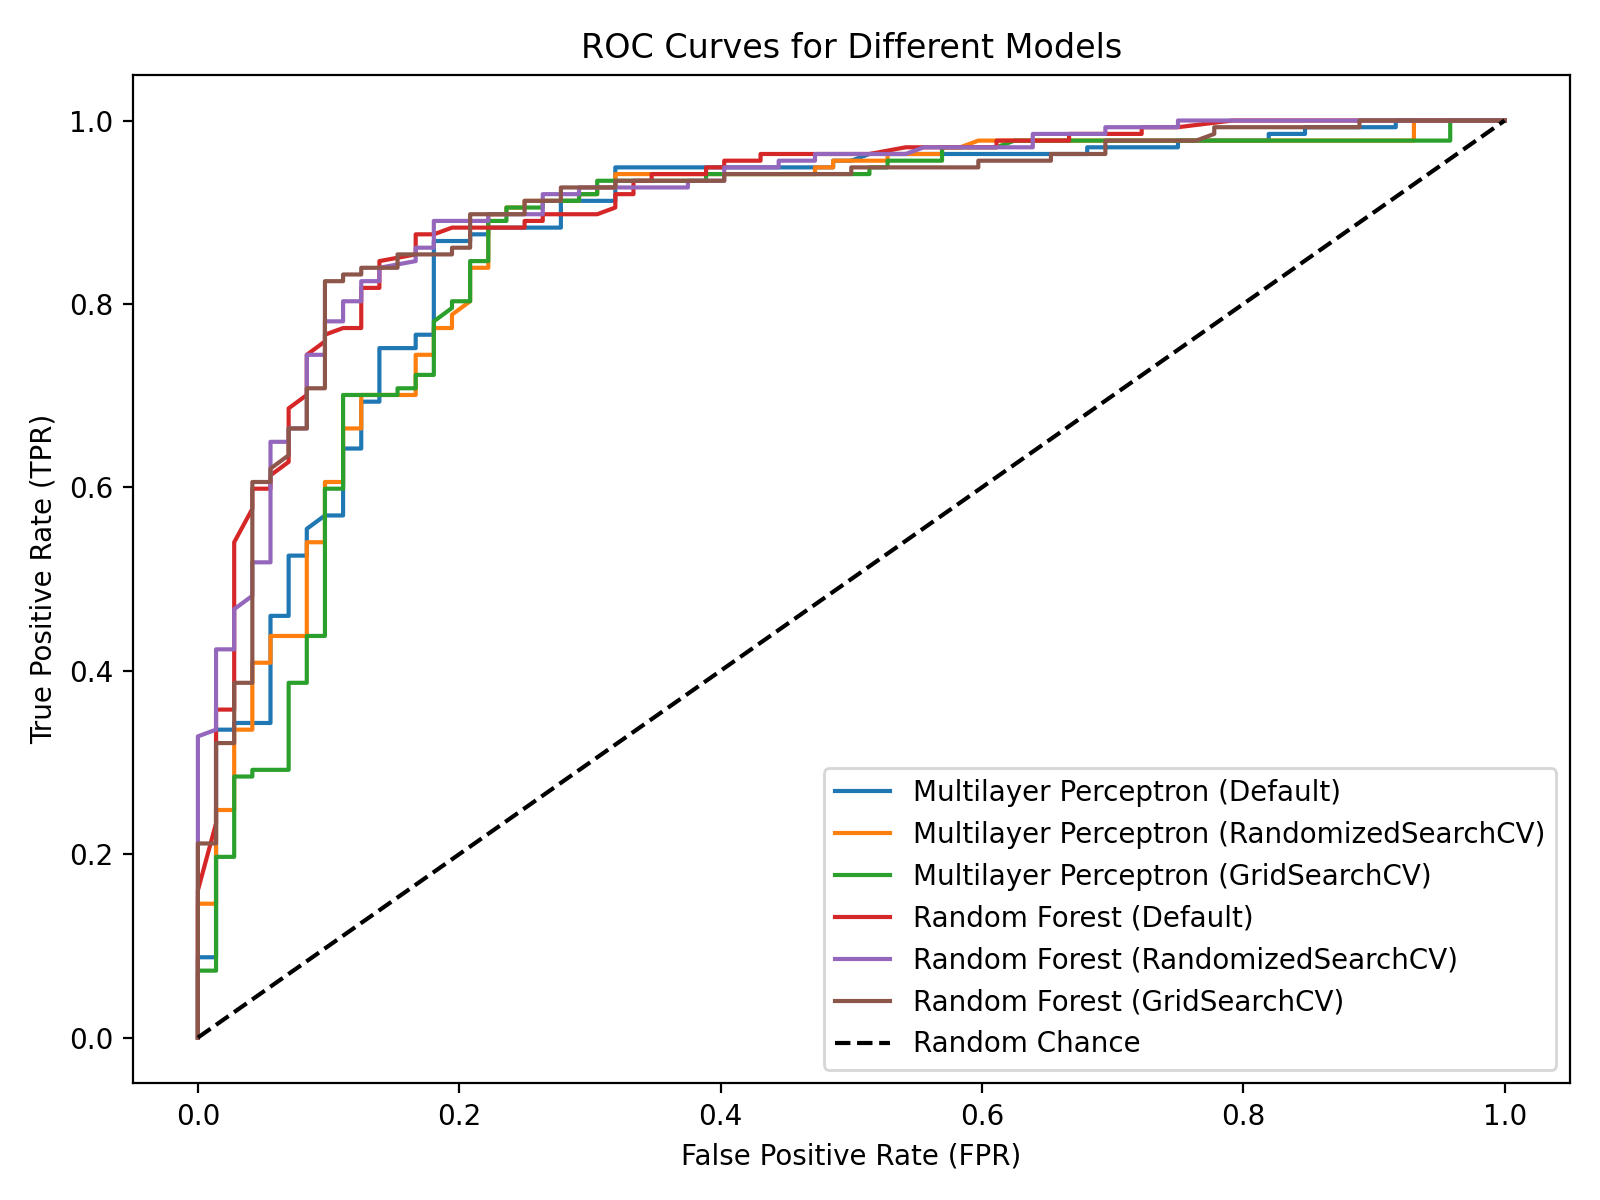 ROC Curves for Different Models
1.0
0.8
0.6
0.4
0.2
0.0
True Positive Rate (TPR)
Multilayer Perceptron (Default)
Multilayer Perceptron (RandomizedSearchCV)
Multilayer Perceptron (GridSearchCV)
Random Forest (Default)
Random Forest (RandomizedSearchCV)
Random Forest (GridSearchCV)
Random Chance
0.0 0.2 0.4 0.6 0.8 1.0
False Positive Rate (FPR)